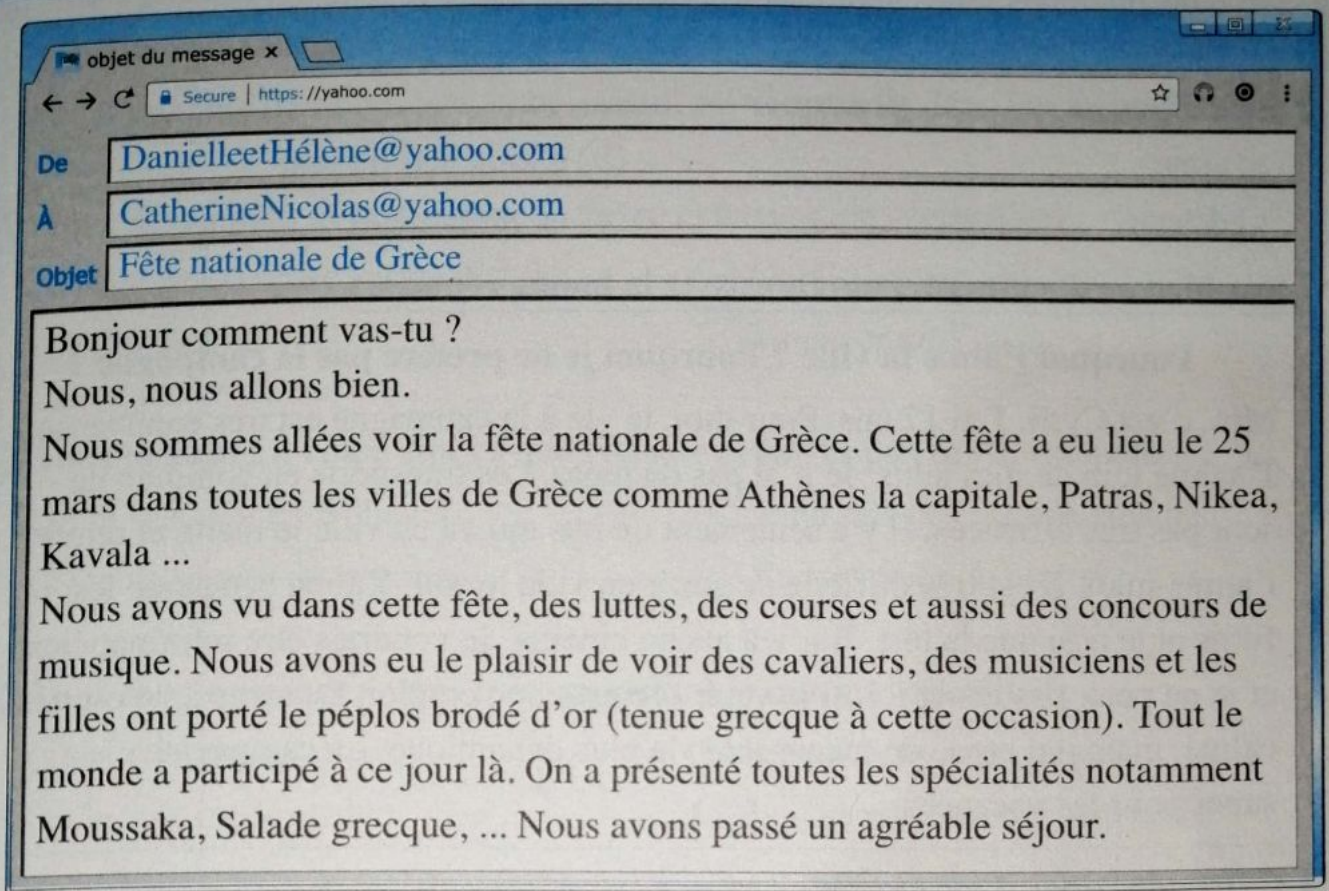 objet du message ×
Secure | https://yahoo.com
De DanielleetHélène@yahoo.com
À CatherineNicolas@yahoo.com
Objet Fête nationale de Grèce
Bonjour comment vas-tu ?
Nous, nous allons bien.
Nous sommes allées voir la fête nationale de Grèce. Cette fête a eu lieu le 25
mars dans toutes les villes de Grèce comme Athènes la capitale, Patras, Nikea,
Kavala ...
Nous avons vu dans cette fête, des luttes, des courses et aussi des concours de
musique. Nous avons eu le plaisir de voir des cavaliers, des musiciens et les
filles ont porté le péplos brodé d'or (tenue grecque à cette occasion). Tout le
monde a participé à ce jour là. On a présenté toutes les spécialités notamment
Moussaka, Salade grecque, ... Nous avons passé un agréable séjour.